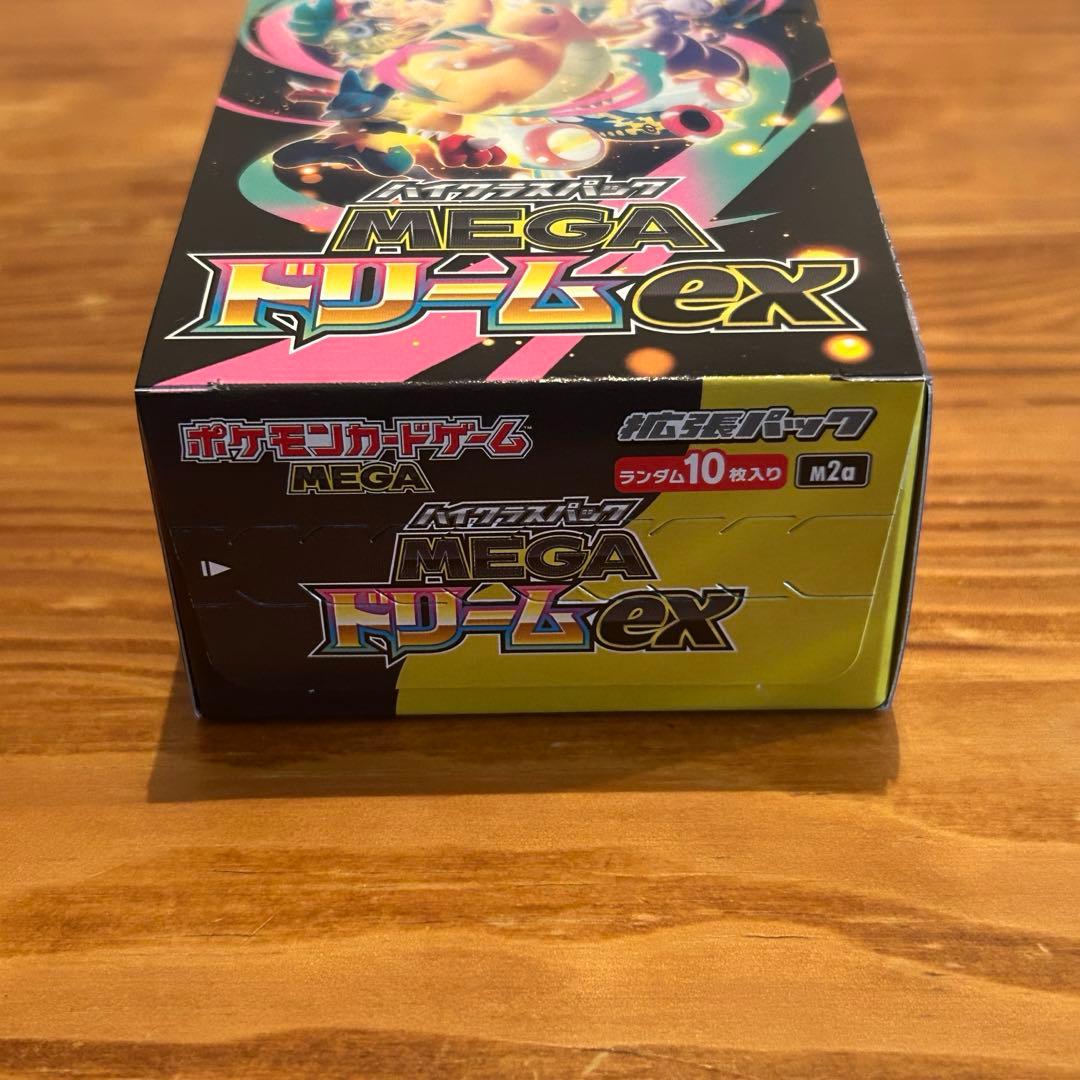 ハイクラスパック
MEGA
ドリームex
ポケモンカードゲーム™
MEGA
拡張パック
ランダム10枚入り
M2a
ハイクラスパック
MEGA
ドリームex